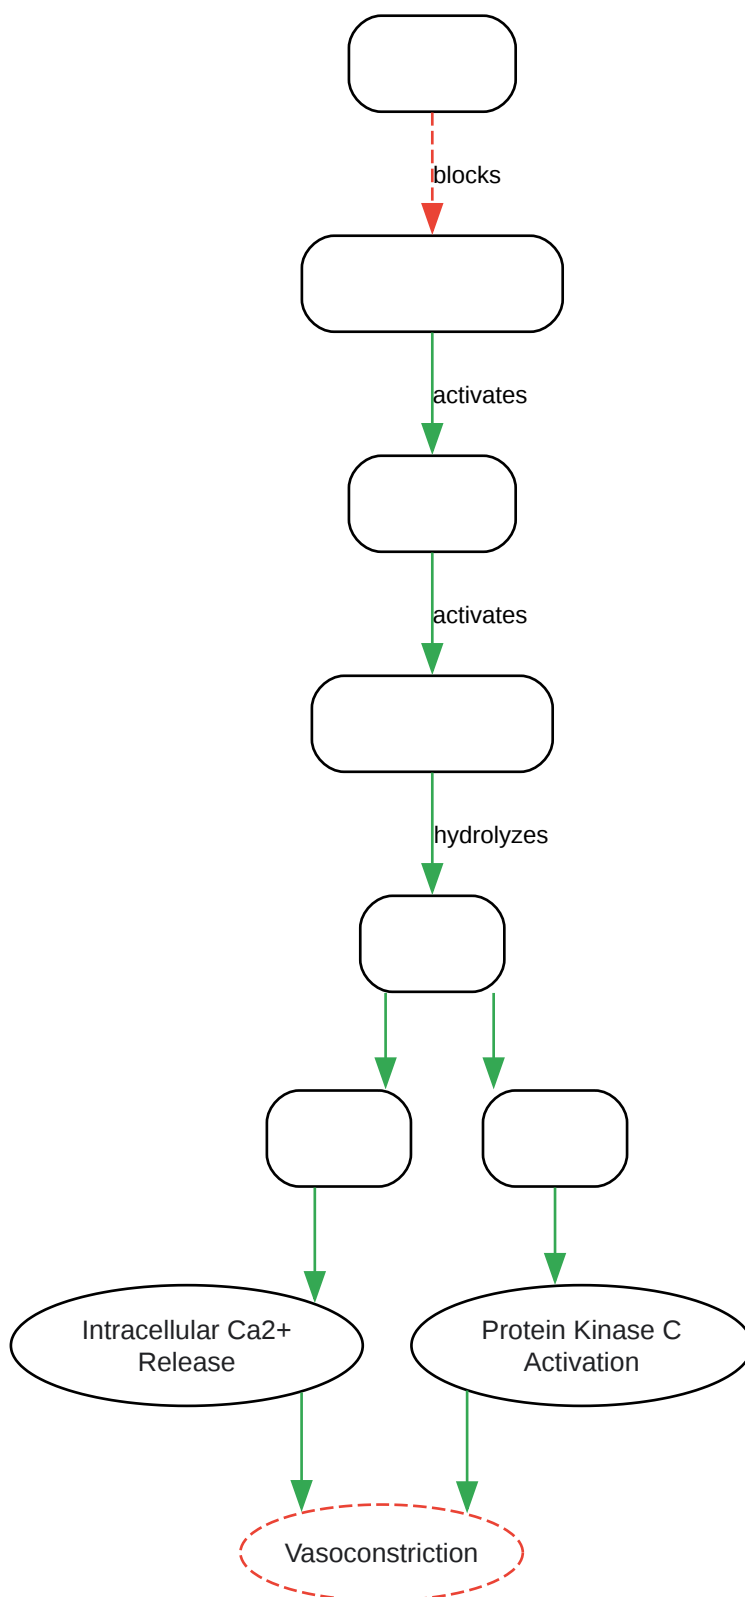 blocks
activates
activates
hydrolyzes
Intracellular Ca2+
Release
Protein Kinase C
Activation
Vasoconstriction